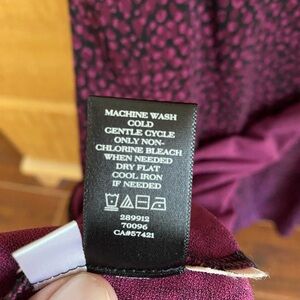 MACHINE WASH
COLD
GENTLE CYCLE
ONLY NON-
CHLORINE BLEACH
WHEN NEEDED
DRY FLAT
COOL IRON
IF NEEDED
289912
70096
CA#57421